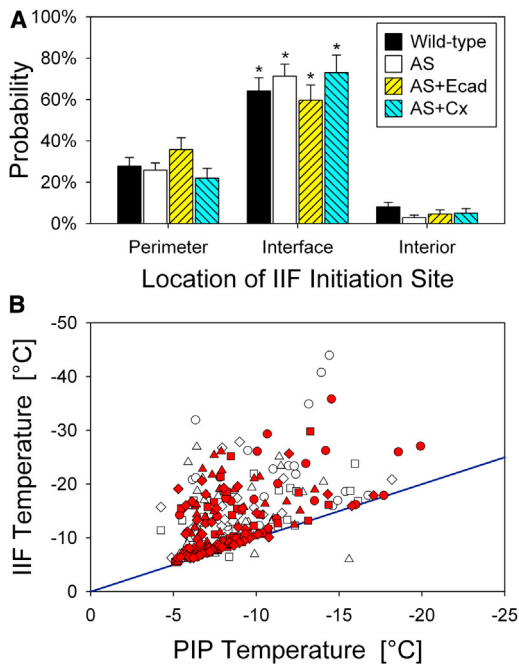 A
100%
80%
60%
40%
20%
0%
Probability
* * * *
Wild-type
AS
AS+Ecad
AS+Cx
Perimeter Interface Interior
Location of IIF Initiation Site
B
-50
-40
-30
-20
-10
0
IIF Temperature [°C]
0 -5 -10 -15 -20 -25
PIP Temperature [°C]